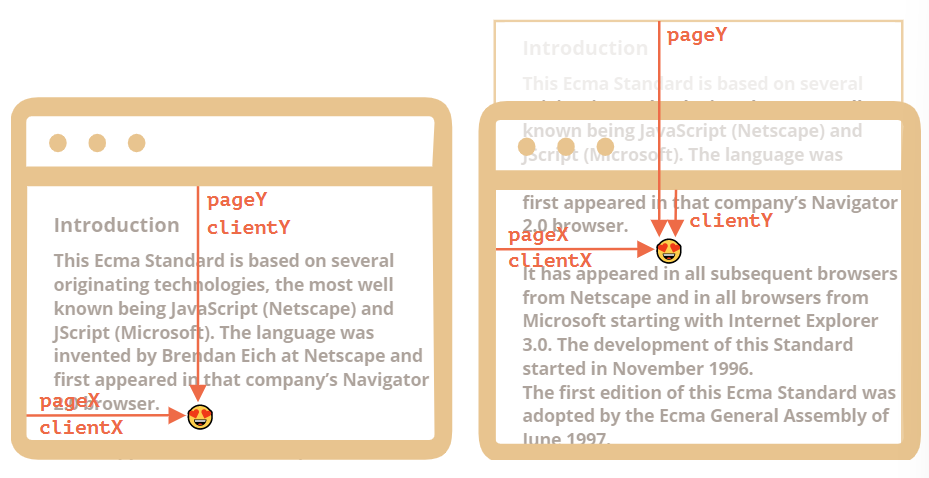 pageY
clientY
Introduction
This Ecma Standard is based on several
originating technologies, the most well
known being JavaScript (Netscape) and
JScript (Microsoft). The language was
invented by Brendan Eich at Netscape and
first appeared in that company's Navigator
2.0 browser.
pageX
clientX
pageY
Introduction
This Ecma Standard is based on several
known being JavaScript (Netscape) and
JScript (Microsoft). The language was
first appeared in that company's Navigator
2.0 browser.
clientY
pageX
clientX
It has appeared in all subsequent browsers
from Netscape and in all browsers from
Microsoft starting with Internet Explorer
3.0. The development of this Standard
started in November 1996.
The first edition of this Ecma Standard was
adopted by the Ecma General Assembly of
June 1997.